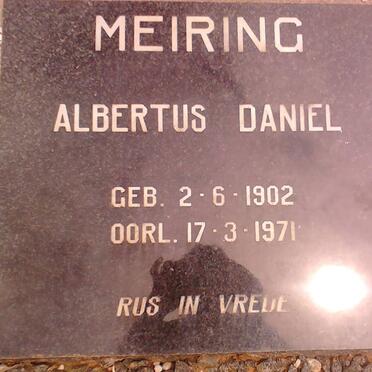 MEIRING
ALBERTUS DANIEL
GEB. 2-6-1902
OORL. 17-3-1971
RUS IN VREDE